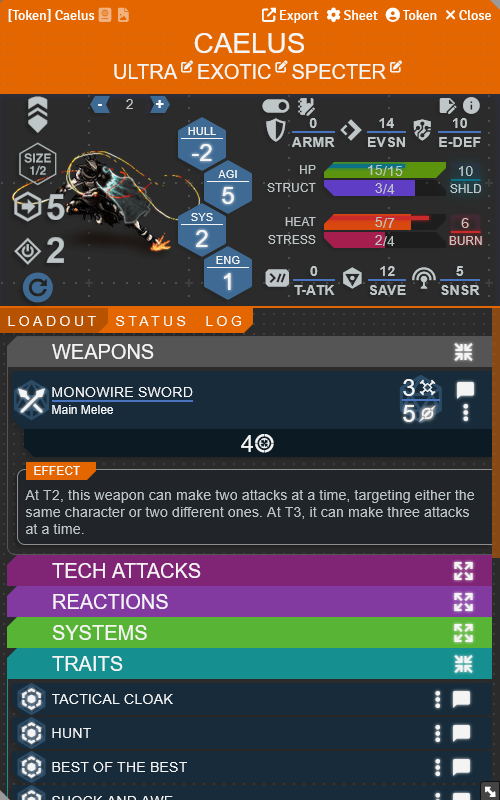 [Token] Caelus Export Sheet Token Close
CAELUS
ULTRA EXOTIC SPECTER
- 2 +
SIZE
1/2
5
2
HULL
-2
AGI
5
SYS
2
ENG
1
0 14 10
ARMR EVSN E-DEF
HP 15/15 10
STRUCT 3/4 SHLD
HEAT 5/7 6
STRESS 2/4 BURN
0 12 5
T-ATK SAVE SNSR
LOADOUT STATUS LOG
WEAPONS
MONOWIRE SWORD 3
Main Melee 5
4
EFFECT
At T2, this weapon can make two attacks at a time, targeting either the
same character or two different ones. At T3, it can make three attacks
at a time.
TECH ATTACKS
REACTIONS
SYSTEMS
TRAITS
TACTICAL CLOAK
HUNT
BEST OF THE BEST
SHOCK AND AWE